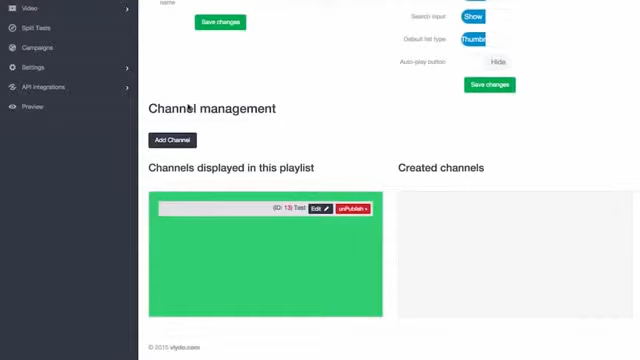 Video
Split Tests
Campaigns
Settings
API integrations
Preview
name
Save changes
Search input
Show
Default list type
Thumbn
Auto-play button
Hide
Save changes
Channel management
Add Channel
Channels displayed in this playlist
Created channels
(ID: 13) Test
Edit
unPublish »
© 2015 viydo.com